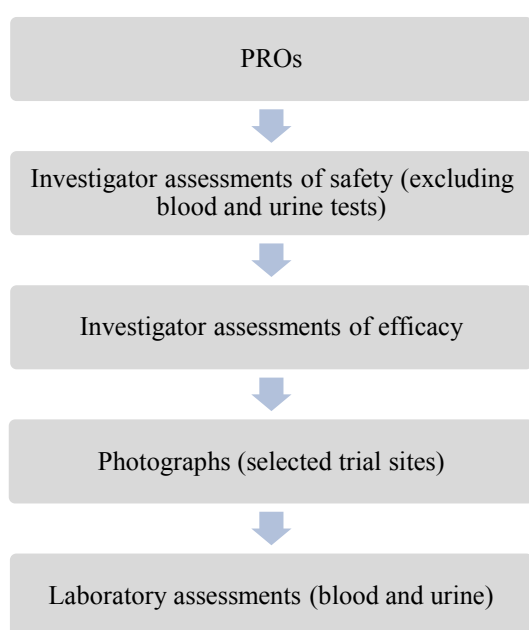 PROs
Investigator assessments of safety (excluding
blood and urine tests)
Investigator assessments of efficacy
Photographs (selected trial sites)
Laboratory assessments (blood and urine)